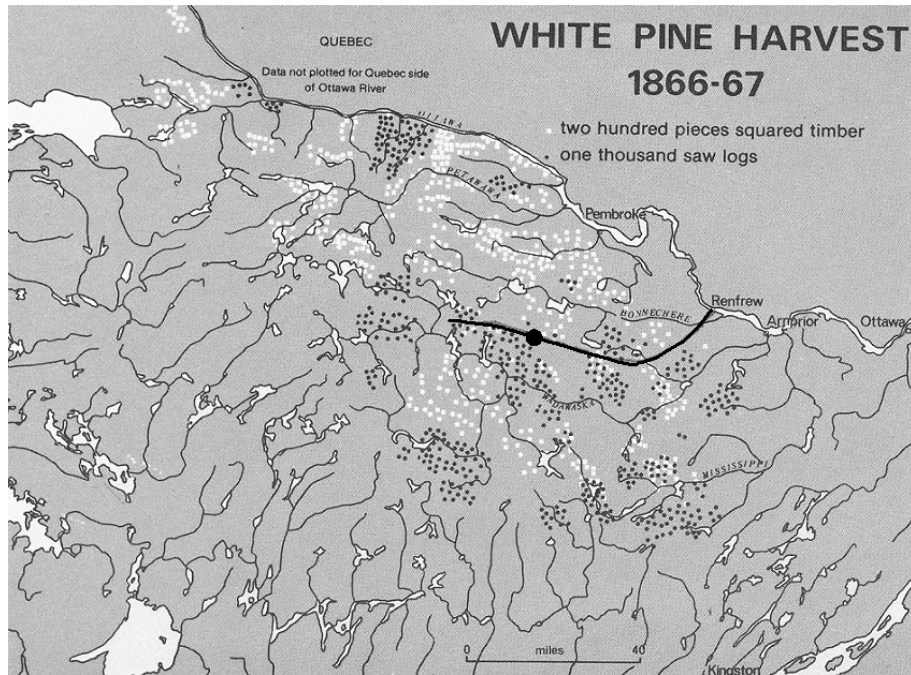 WHITE PINE HARVEST
1866-67
QUEBEC
Data not plotted for Quebec side
of Ottawa River
two hundred pieces squared timber
one thousand saw logs
OTTAWA
PETAWAWA
Pembroke
BONNECHERE
Renfrew
Arnprior
Ottawa
MADAWASKA
MISSISSIPPI
0 miles 40
Kingston